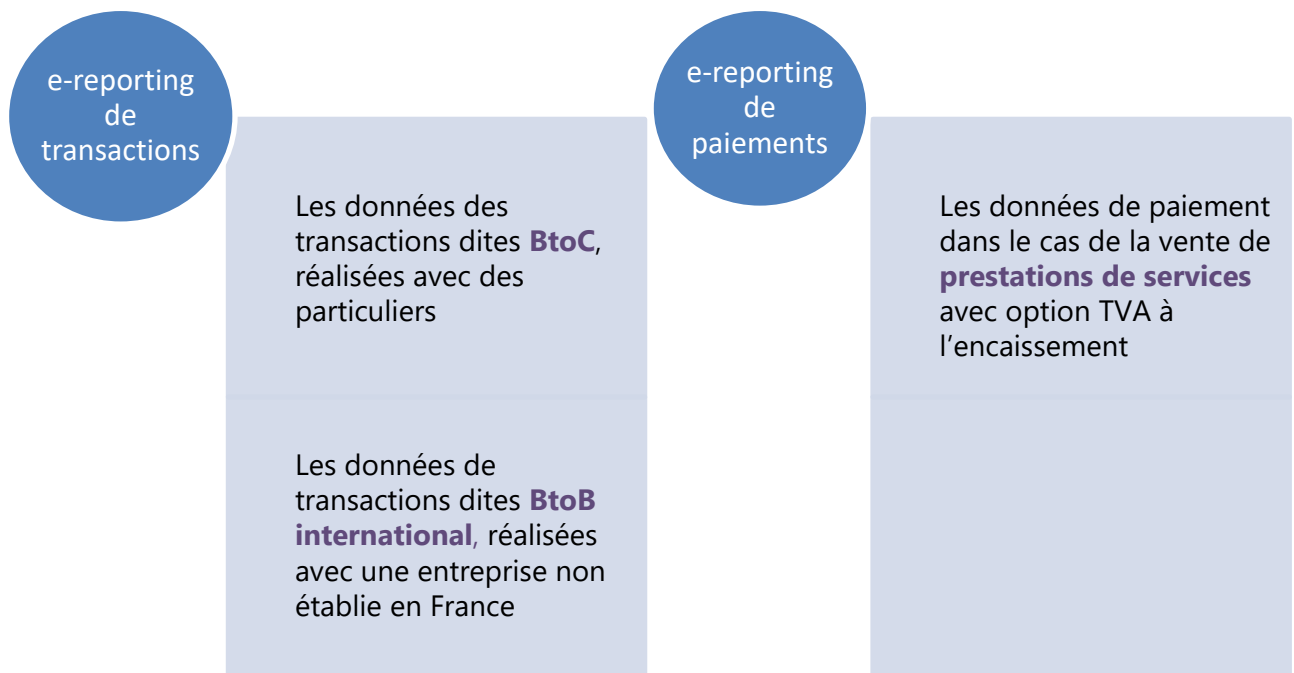 e-reporting
de
transactions
Les données des
transactions dites BtoC,
réalisées avec des
particuliers
Les données de
transactions dites BtoB
international, réalisées
avec une entreprise non
établie en France
e-reporting
de
paiements
Les données de paiement
dans le cas de la vente de
prestations de services
avec option TVA à
l’encaissement